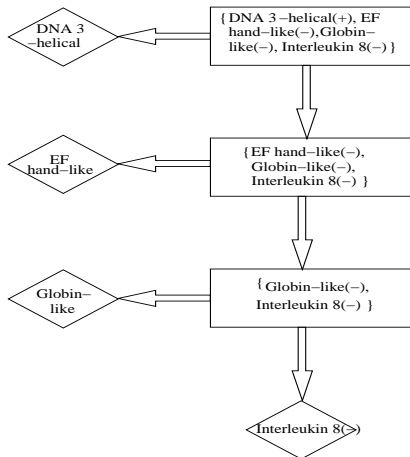 DNA 3
−helical
{ DNA 3−helical(+), EF
hand−like(−),Globin−
like(−), Interleukin 8(−) }
EF
hand−like
{EF hand−like(−),
Globin−like(−),
Interleukin 8(−) }
Globin−
like
{ Globin−like(−),
Interleukin 8(−) }
Interleukin 8(−)